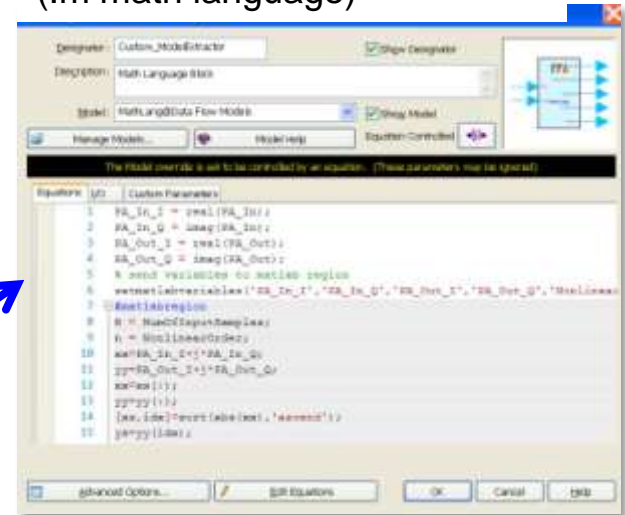 (.m math language)
Designator: Custom_ModelExtractor Show Designator
Description: Math Language Block
Model: MathLang@Data Flow Models Show Model
Manage Models... Model Help Equation Controlled
The Model override is set to be controlled by an equation. (These parameters may be ignored)
Equations I/O Custom Parameters
1 PA_In_I = real(PA_In);
2 PA_In_Q = imag(PA_In);
3 PA_Out_I = real(PA_Out);
4 PA_Out_Q = imag(PA_Out);
5 % send variables to matlab region
6 setmatlabvariables('PA_In_I','PA_In_Q','PA_Out_I','PA_Out_Q','Nonlinear
7 #matlabregion
8 N = NumOfInputSamples;
9 n = NonlinearOrder;
10 xx=PA_In_I+j*PA_In_Q;
11 yy=PA_Out_I+j*PA_Out_Q;
12 xx=xx(:);
13 yy=yy(:);
14 [xs,idx]=sort(abs(xx),'ascend');
15 ys=yy(idx);
Advanced Options... Edit Equations OK Cancel Help